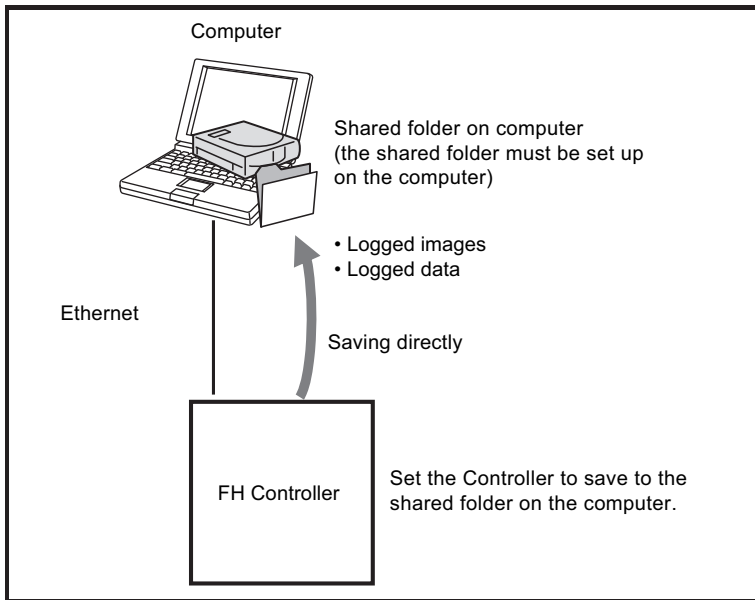 Computer
Shared folder on computer
(the shared folder must be set up
on the computer)
• Logged images
• Logged data
Ethernet
Saving directly
FH Controller
Set the Controller to save to the
shared folder on the computer.